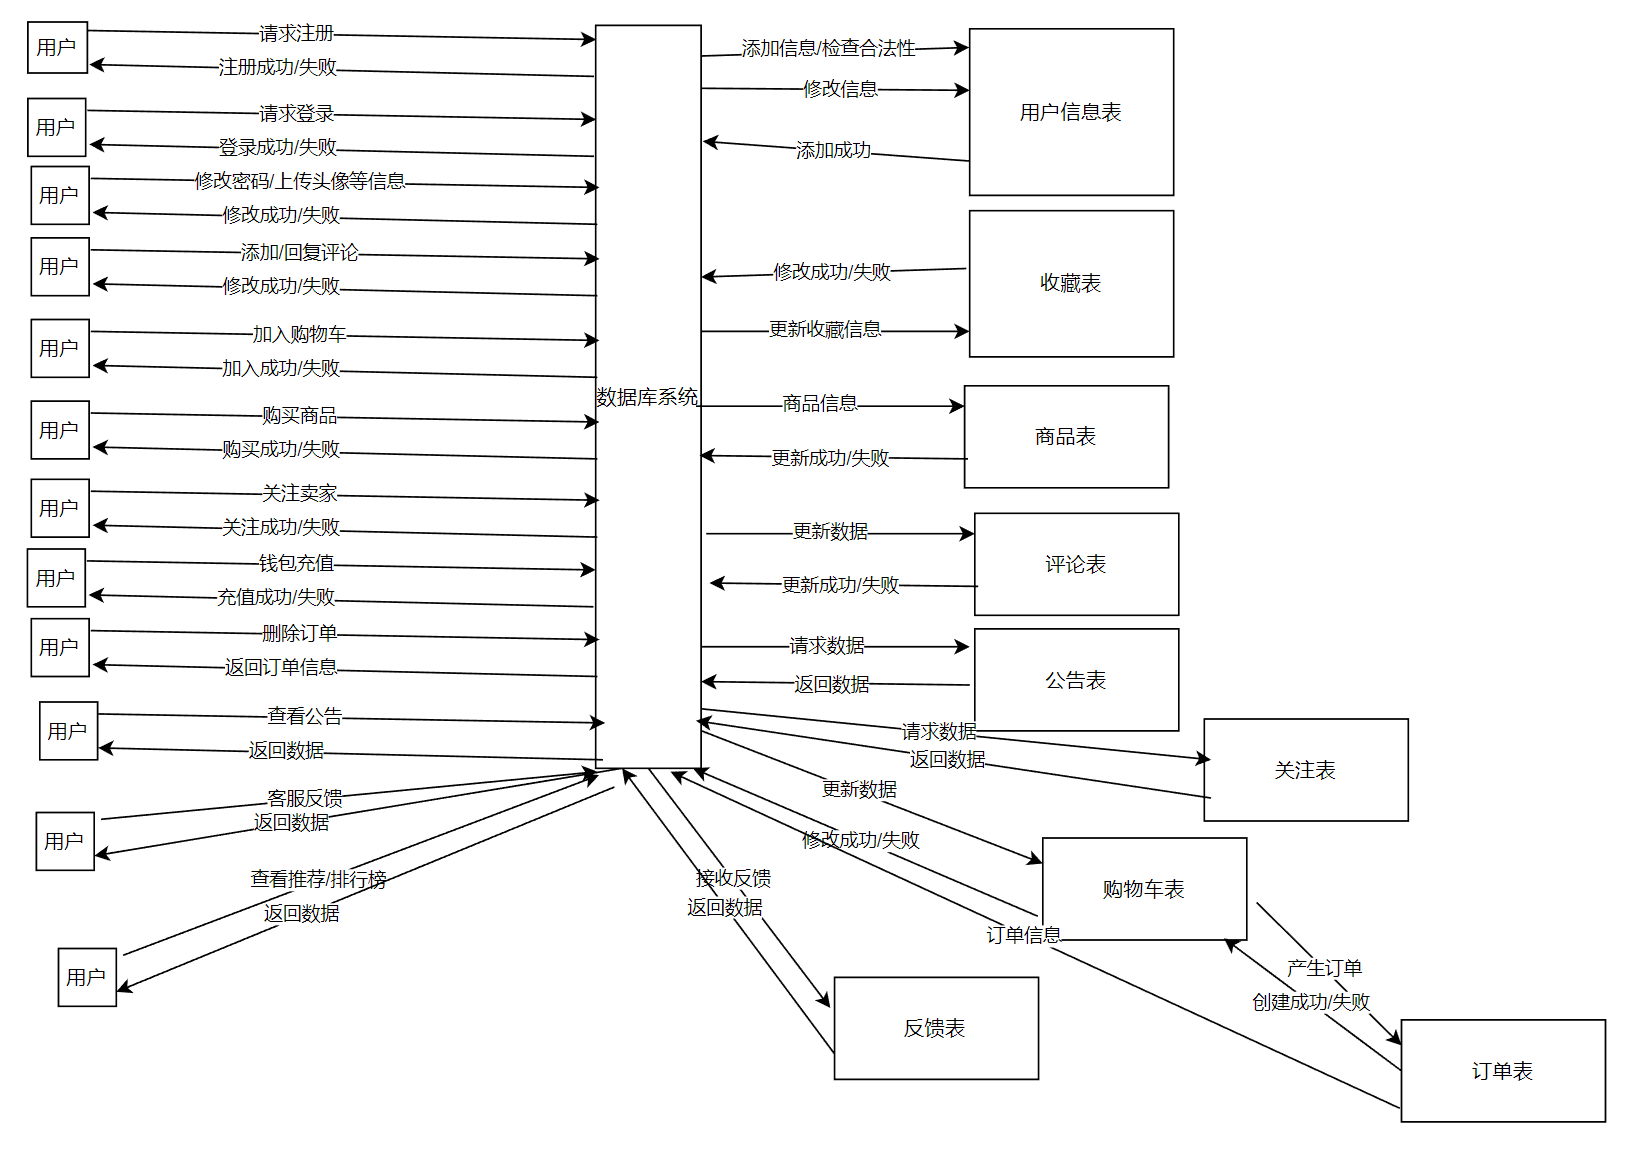 用户
请求注册
注册成功/失败
用户
请求登录
登录成功/失败
用户
修改密码/上传头像等信息
修改成功/失败
用户
添加/回复评论
修改成功/失败
用户
加入购物车
加入成功/失败
用户
购买商品
购买成功/失败
用户
关注卖家
关注成功/失败
用户
钱包充值
充值成功/失败
用户
删除订单
返回订单信息
用户
查看公告
返回数据
用户
客服反馈
返回数据
用户
查看推荐/排行榜
返回数据
数据库系统
添加信息/检查合法性
修改信息
添加成功
用户信息表
修改成功/失败
更新收藏信息
收藏表
商品信息
更新成功/失败
商品表
更新数据
更新成功/失败
评论表
请求数据
返回数据
公告表
请求数据
返回数据
关注表
更新数据
修改成功/失败
购物车表
接收反馈
返回数据
反馈表
订单信息
产生订单
创建成功/失败
订单表